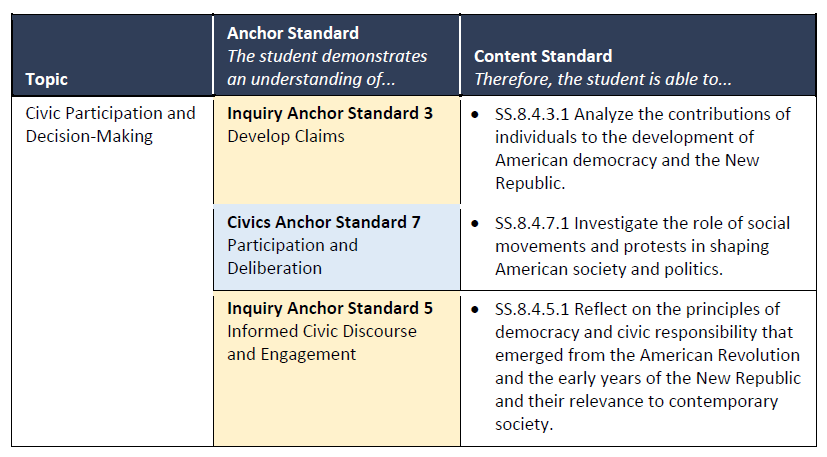 Topic
Anchor Standard
The student demonstrates
an understanding of...
Content Standard
Therefore, the student is able to...
Civic Participation and
Decision-Making
Inquiry Anchor Standard 3
Develop Claims
• SS.8.4.3.1 Analyze the contributions of
individuals to the development of
American democracy and the New
Republic.
Civics Anchor Standard 7
Participation and
Deliberation
• SS.8.4.7.1 Investigate the role of social
movements and protests in shaping
American society and politics.
Inquiry Anchor Standard 5
Informed Civic Discourse
and Engagement
• SS.8.4.5.1 Reflect on the principles of
democracy and civic responsibility that
emerged from the American Revolution
and the early years of the New Republic
and their relevance to contemporary
society.